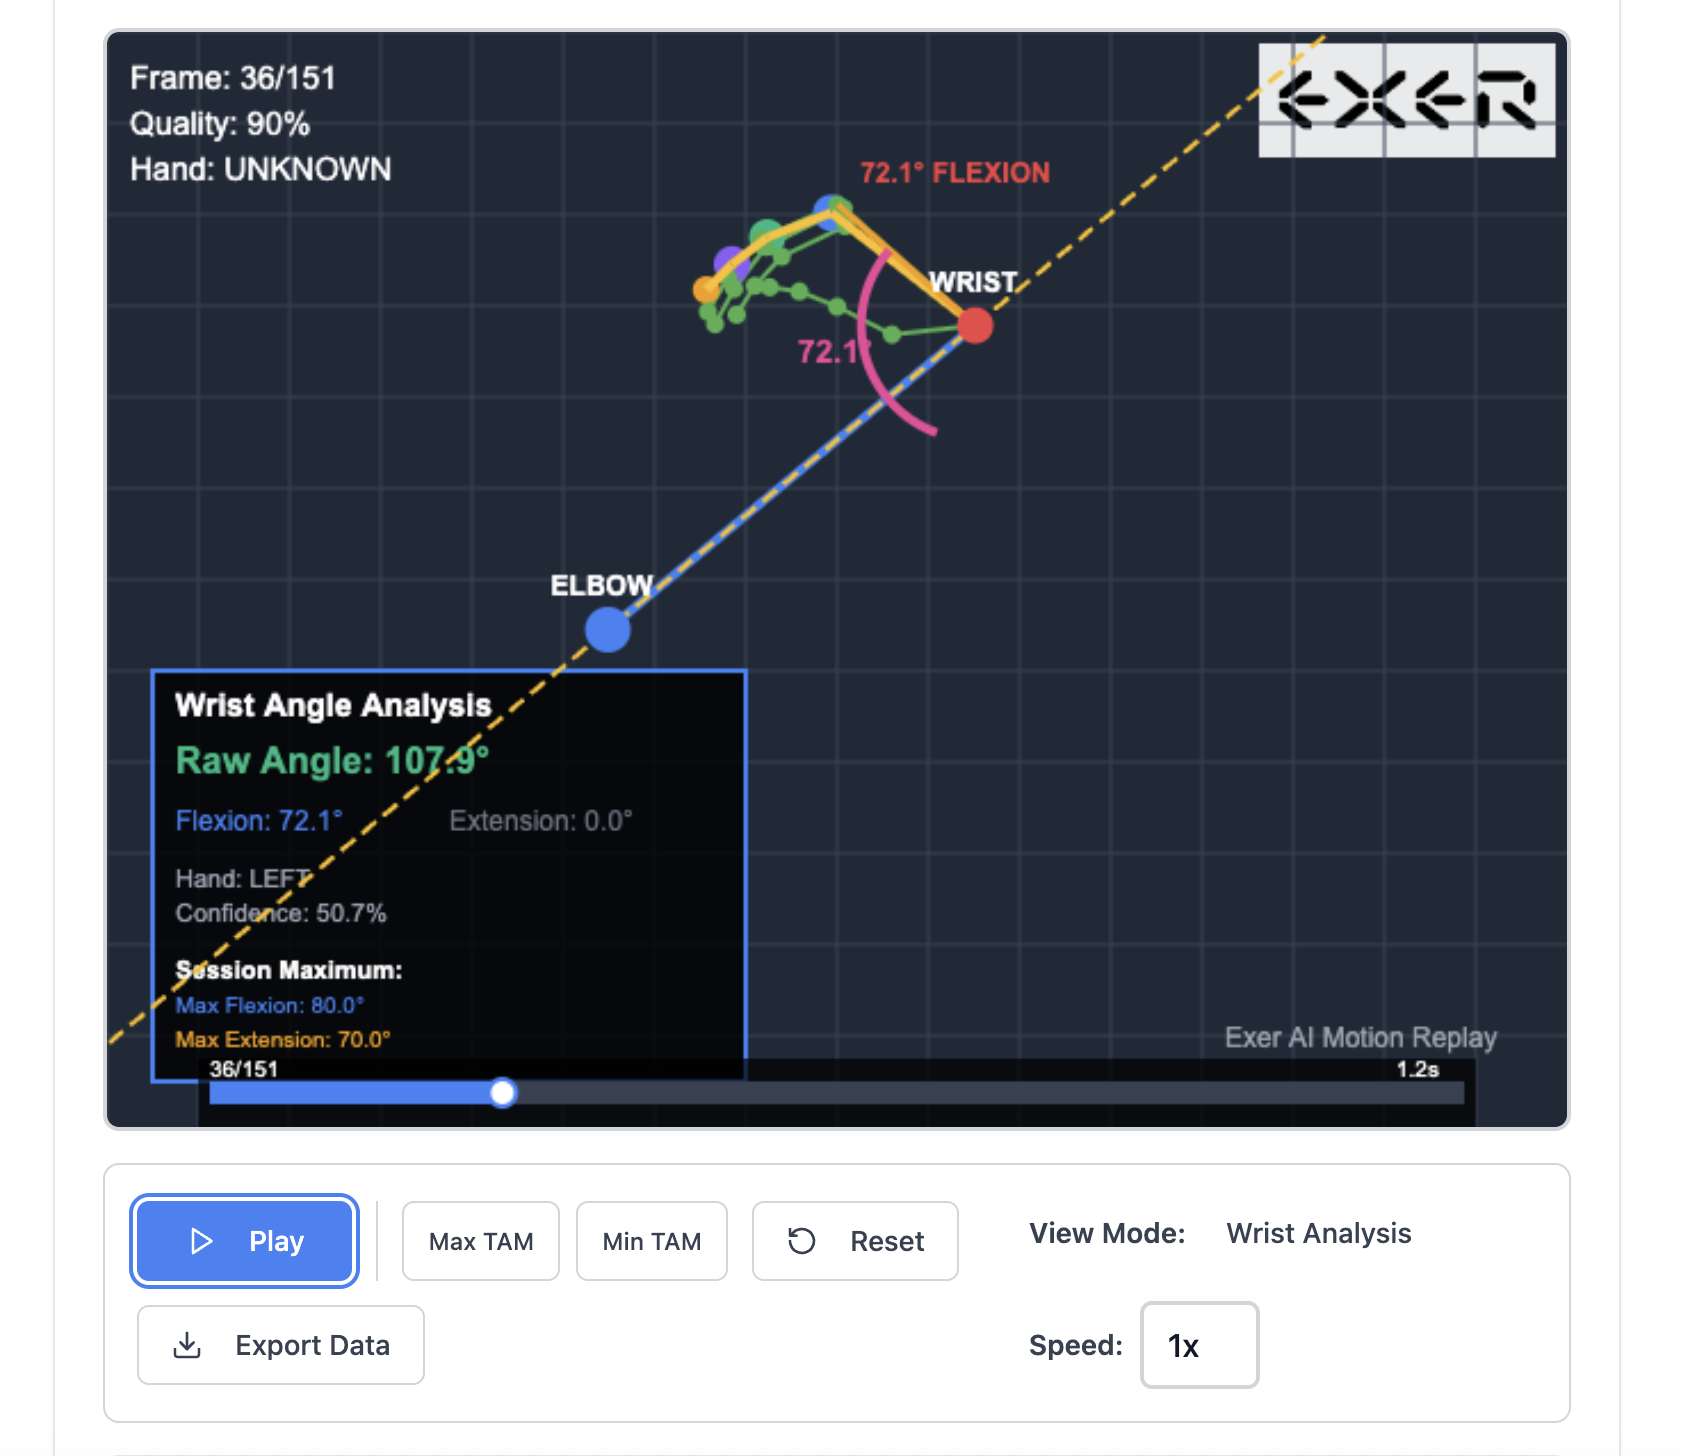 Frame: 36/151
Quality: 90%
Hand: UNKNOWN
EXER
72.1° FLEXION
WRIST
72.1°
ELBOW
Wrist Angle Analysis
Raw Angle: 107.9°
Flexion: 72.1° Extension: 0.0°
Hand: LEFT
Confidence: 50.7%
Session Maximum:
Max Flexion: 80.0°
Max Extension: 70.0°
Exer AI Motion Replay
36/151 1.2s
Play Max TAM Min TAM Reset View Mode: Wrist Analysis
Export Data Speed: 1x